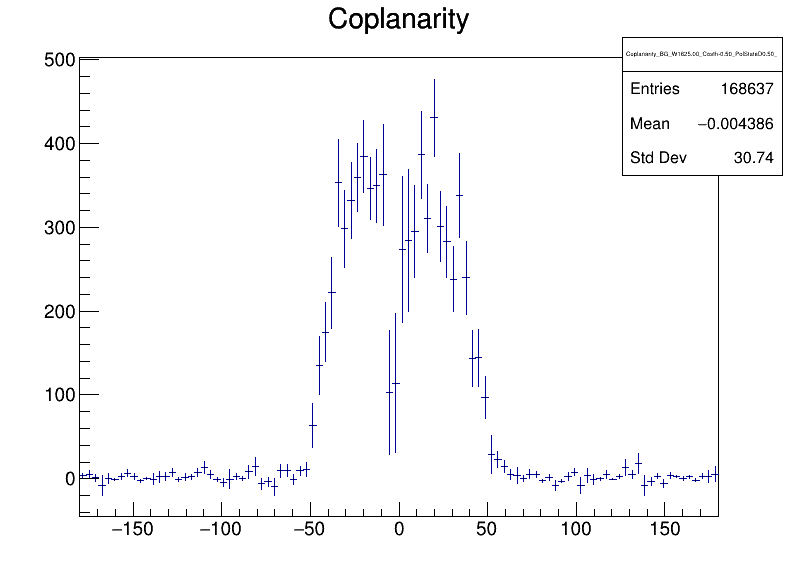 Coplanarity
Coplanarity_BG_W1625.00_Costh-0.50_PolStateD0.50_
Entries 168637
Mean −0.004386
Std Dev 30.74
500
400
300
200
100
0
−150 −100 −50 0 50 100 150